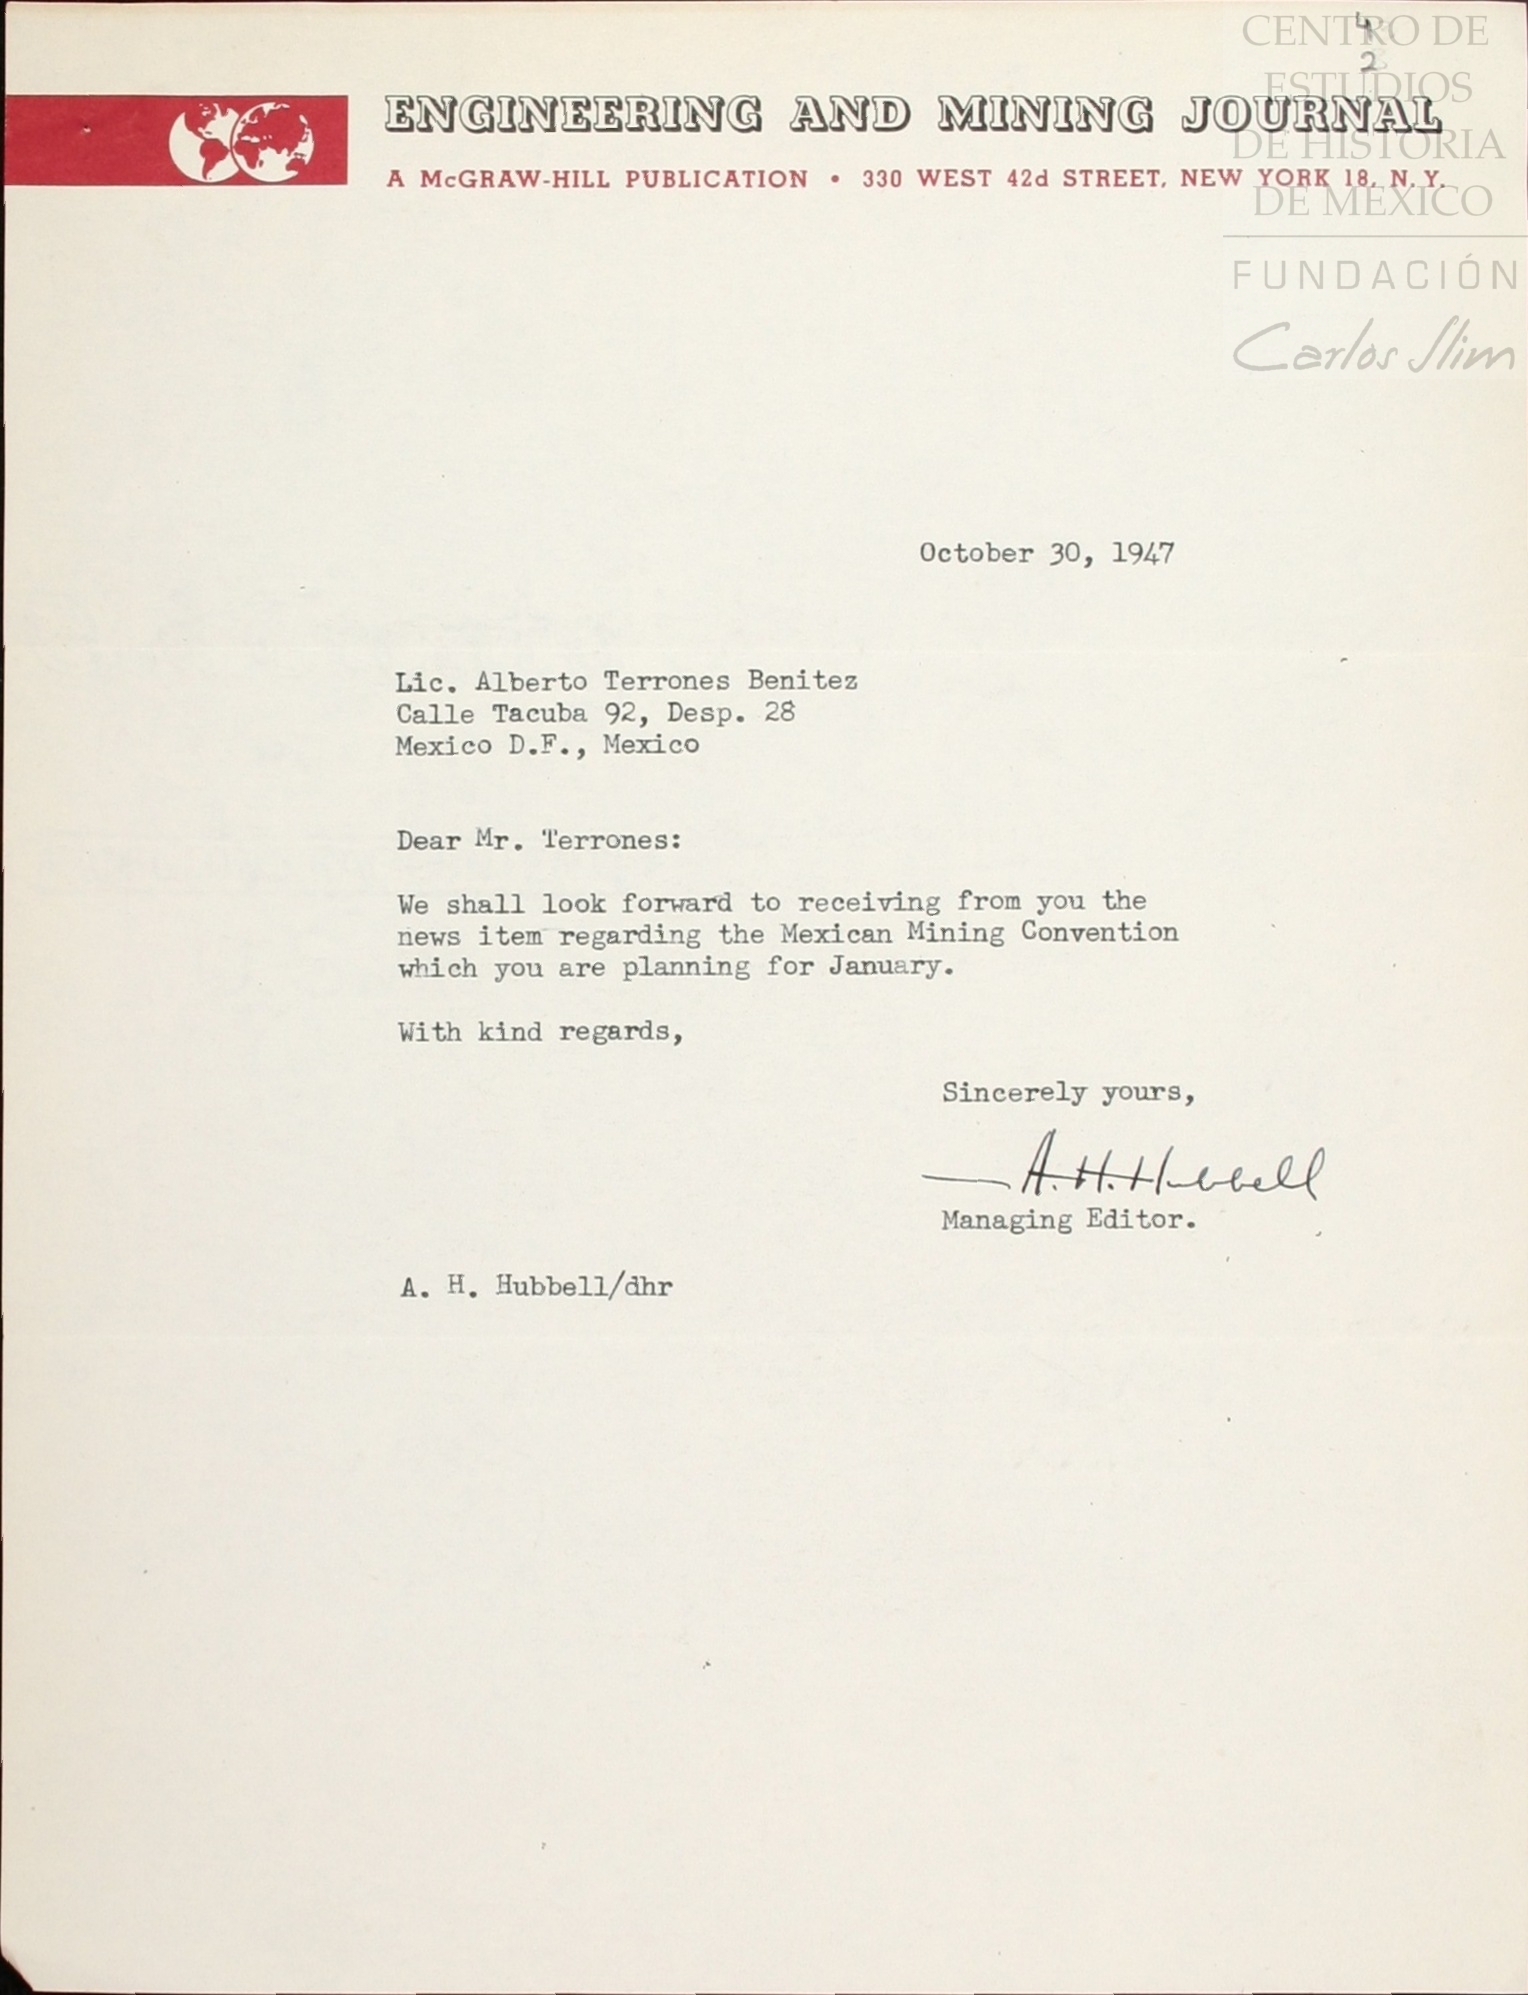 4
2
CENTRO DE
ESTUDIOS
DE HISTORIA
DE MÉXICO
FUNDACIÓN
Carlos Slim
ENGINEERING AND MINING JOURNAL
A McGRAW-HILL PUBLICATION • 330 WEST 42d STREET, NEW YORK 18, N. Y.
October 30, 1947
Lic. Alberto Terrones Benitez
Calle Tacuba 92, Desp. 28
Mexico D.F., Mexico
Dear Mr. Terrones:
We shall look forward to receiving from you the
news item regarding the Mexican Mining Convention
which you are planning for January.
With kind regards,
Sincerely yours,
A. H. Hubbell
Managing Editor.
A. H. Hubbell/dhr